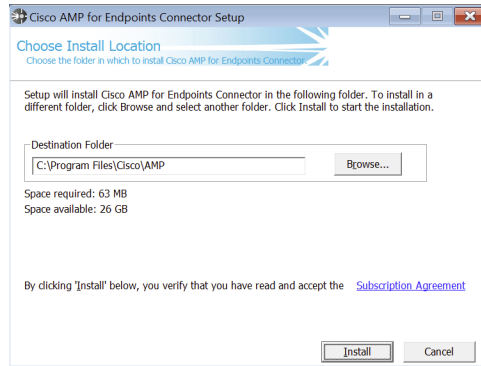 Cisco AMP for Endpoints Connector Setup
Choose Install Location
Choose the folder in which to install Cisco AMP for Endpoints Connector.
Setup will install Cisco AMP for Endpoints Connector in the following folder. To install in a
different folder, click Browse and select another folder. Click Install to start the installation.
Destination Folder
C:\Program Files\Cisco\AMP
Browse...
Space required: 63 MB
Space available: 26 GB
By clicking 'Install' below, you verify that you have read and accept the Subscription Agreement
Install
Cancel